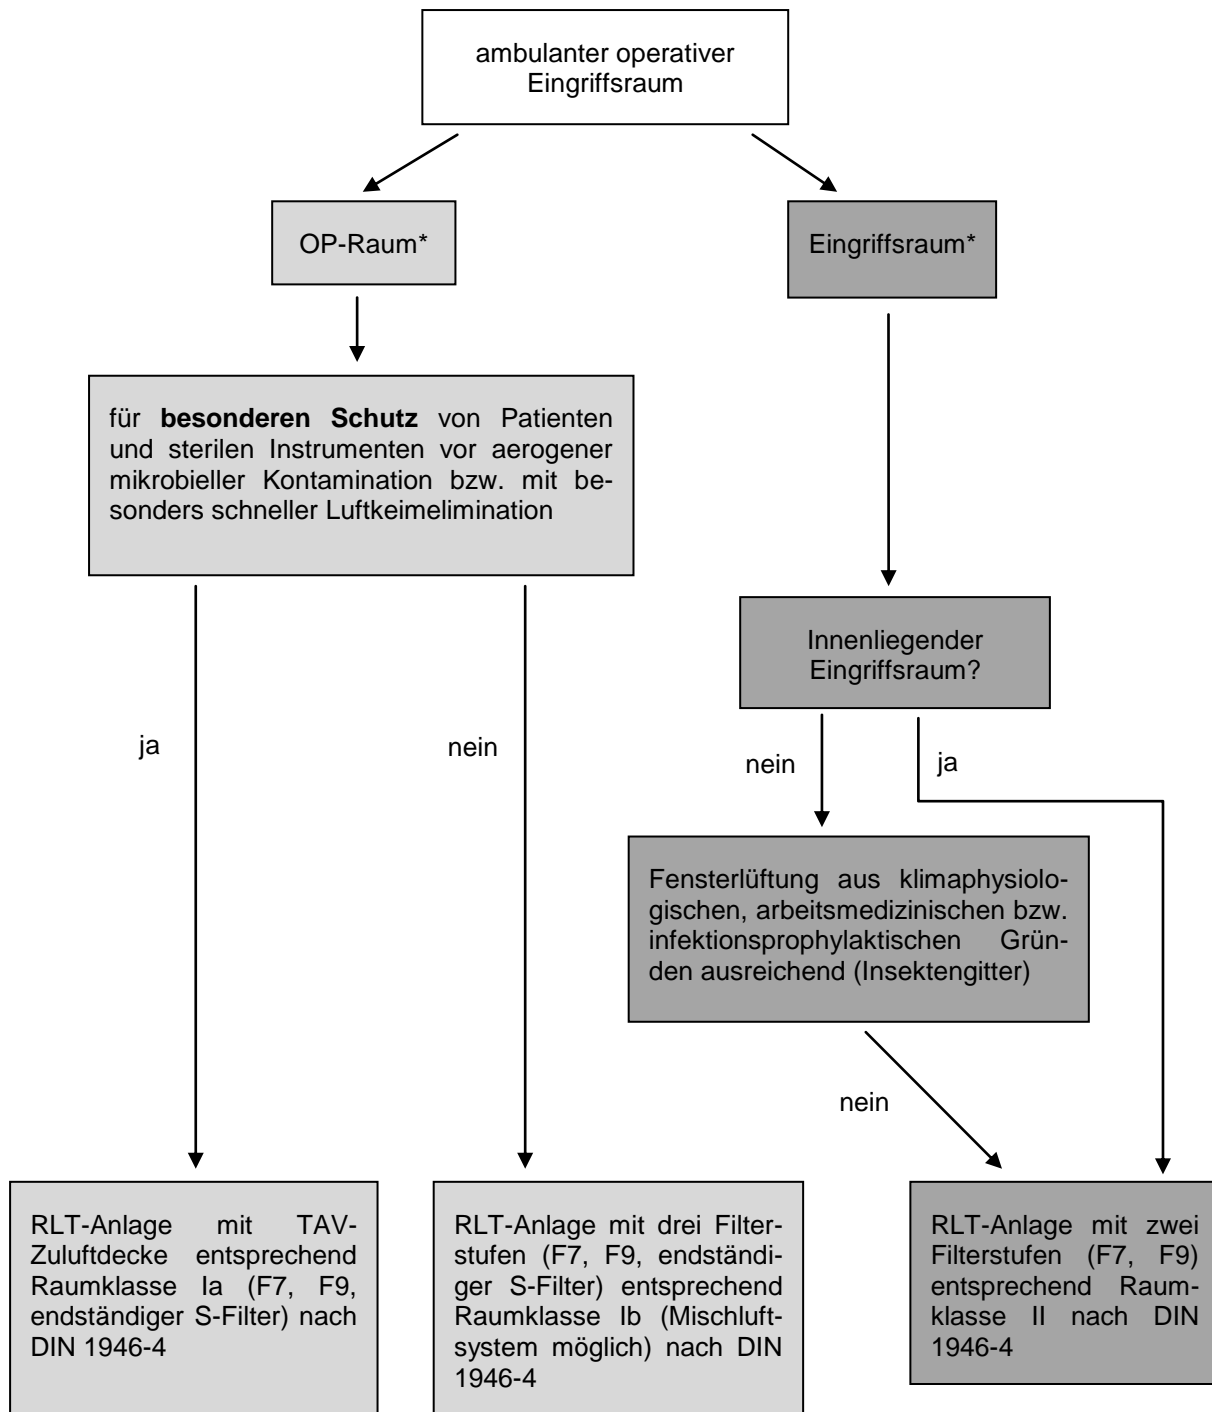 ambulanter operativer
Eingriffsraum
OP-Raum*
Eingriffsraum*
für besonderen Schutz von Patienten
und sterilen Instrumenten vor aerogener
mikrobieller Kontamination bzw. mit be-
sonders schneller Luftkeimelimination
Innenliegender
Eingriffsraum?
ja
nein
nein
ja
Fensterlüftung aus klimaphysiolo-
gischen, arbeitsmedizinischen bzw.
infektionsprophylaktischen Grün-
den ausreichend (Insektengitter)
nein
RLT-Anlage mit TAV-
Zuluftdecke entsprechend
Raumklasse Ia (F7, F9,
endständiger S-Filter) nach
DIN 1946-4
RLT-Anlage mit drei Filter-
stufen (F7, F9, endständi-
ger S-Filter) entsprechend
Raumklasse Ib (Mischluft-
system möglich) nach DIN
1946-4
RLT-Anlage mit zwei
Filterstufen (F7, F9)
entsprechend Raum-
klasse II nach DIN
1946-4